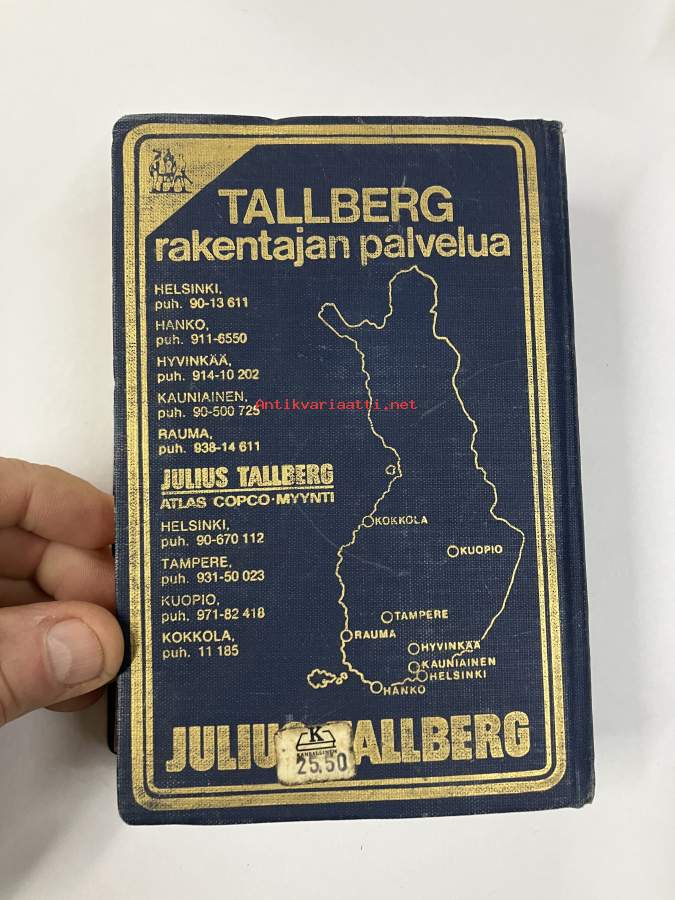 TALLBERG
rakentajan palvelua
HELSINKI,
puh. 90-13 611
HANKO,
puh. 911-6550
HYVINKÄÄ,
puh. 914-10 202
KAUNIAINEN,
puh. 90-500 725
RAUMA,
puh. 938-14 611
JULIUS TALLBERG
ATLAS COPCO-MYYNTI
HELSINKI,
puh. 90-670 112
TAMPERE,
puh. 931-50 023
KUOPIO,
puh. 971-82 418
KOKKOLA,
puh. 11 185
Antikvariaatti.net
KOKKOLA
KUOPIO
TAMPERE
RAUMA
HYVINKÄÄ
KAUNIAINEN
HELSINKI
HANKO
JULIUS TALLBERG
K
KANSALLINEN
25.50